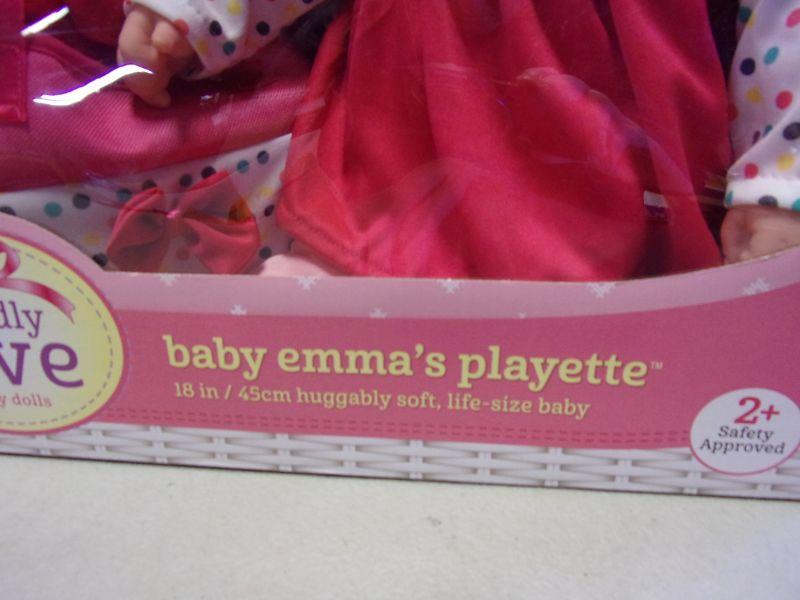 dly
ve
y dolls
baby emma's playette™
18 in / 45cm huggably soft, life-size baby
2+
Safety
Approved